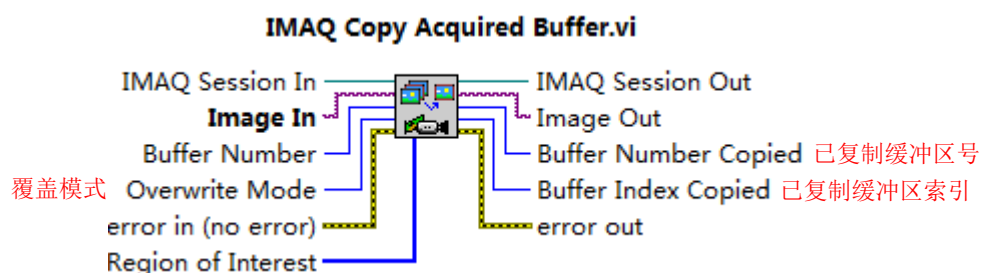 IMAQ Copy Acquired Buffer.vi
IMAQ Session In IMAQ Session Out
Image In Image Out
Buffer Number Buffer Number Copied 已复制缓冲区号
覆盖模式 Overwrite Mode Buffer Index Copied 已复制缓冲区索引
error in (no error) error out
Region of Interest